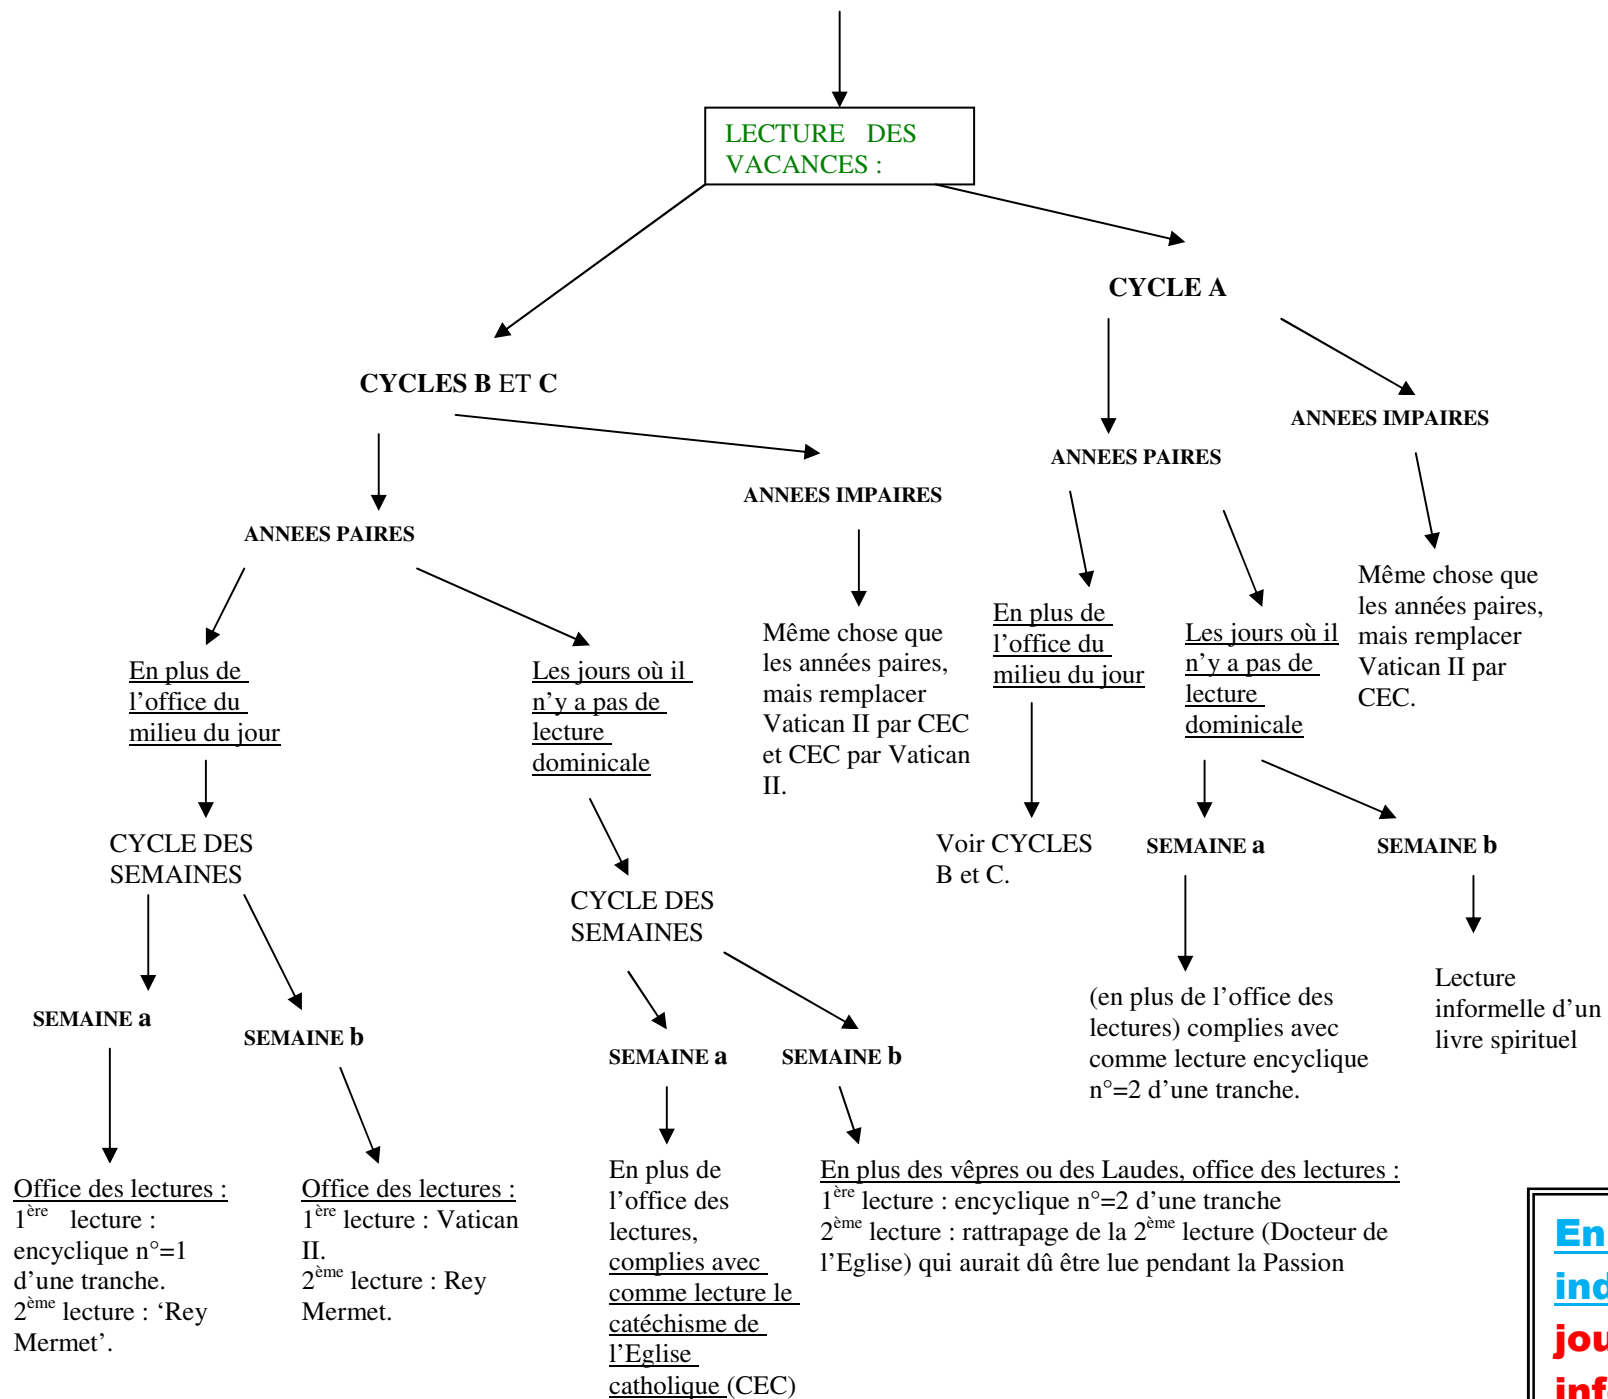 LECTURE DES
VACANCES :
CYCLE A
CYCLES B ET C
ANNEES IMPAIRES
ANNEES PAIRES
ANNEES IMPAIRES
ANNEES PAIRES
Même chose que
les années paires,
mais remplacer
Vatican II par
CEC.
En plus de
l’office du
milieu du jour
Les jours où il
n’y a pas de
lecture
dominicale
Même chose que
les années paires,
mais remplacer
Vatican II par CEC
et CEC par Vatican
II.
En plus de
l’office du
milieu du jour
Les jours où il
n’y a pas de
lecture
dominicale
CYCLE DES
SEMAINES
Voir CYCLES
B et C.
SEMAINE a
SEMAINE b
CYCLE DES
SEMAINES
(en plus de l’office des
lectures) complies avec
comme lecture encyclique
n°=2 d’une tranche.
Lecture
informelle d’un
livre spirituel
SEMAINE a
SEMAINE b
SEMAINE a
SEMAINE b
Office des lectures :
1ère lecture :
encyclique n°=1
d’une tranche.
2ème lecture : ‘Rey
Mermet’.
Office des lectures :
1ère lecture : Vatican
II.
2ème lecture : Rey
Mermet.
En plus de
l’office des
lectures,
complies avec
comme lecture le
catéchisme de
l’Eglise
catholique (CEC)
En plus des vêpres ou des Laudes, office des lectures :
1ère lecture : encyclique n°=2 d’une tranche
2ème lecture : rattrapage de la 2ème lecture (Docteur de
l’Eglise) qui aurait dû être lue pendant la Passion
En